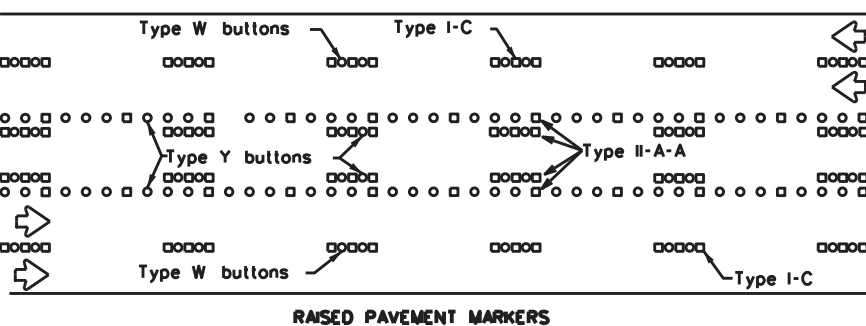 Type W buttons
Type I-C
Type Y buttons
Type II-A-A
Type W buttons
Type I-C
RAISED PAVEMENT MARKERS